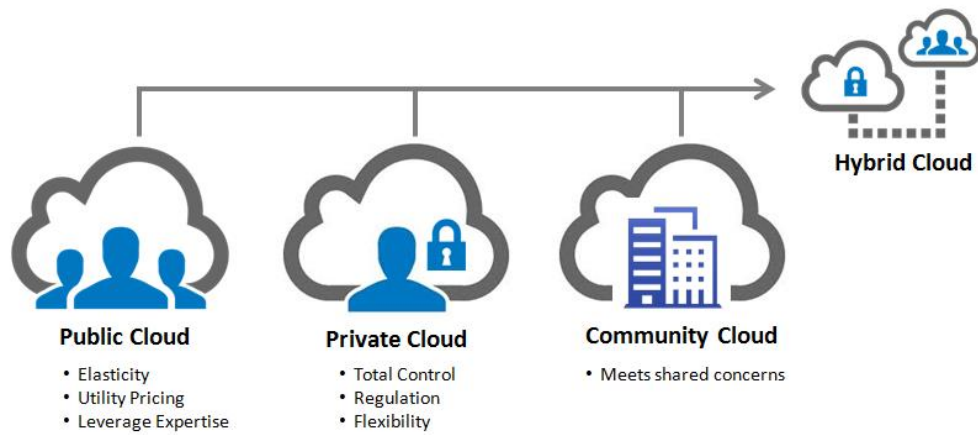 Hybrid Cloud
Public Cloud
• Elasticity
• Utility Pricing
• Leverage Expertise
Private Cloud
• Total Control
• Regulation
• Flexibility
Community Cloud
• Meets shared concerns